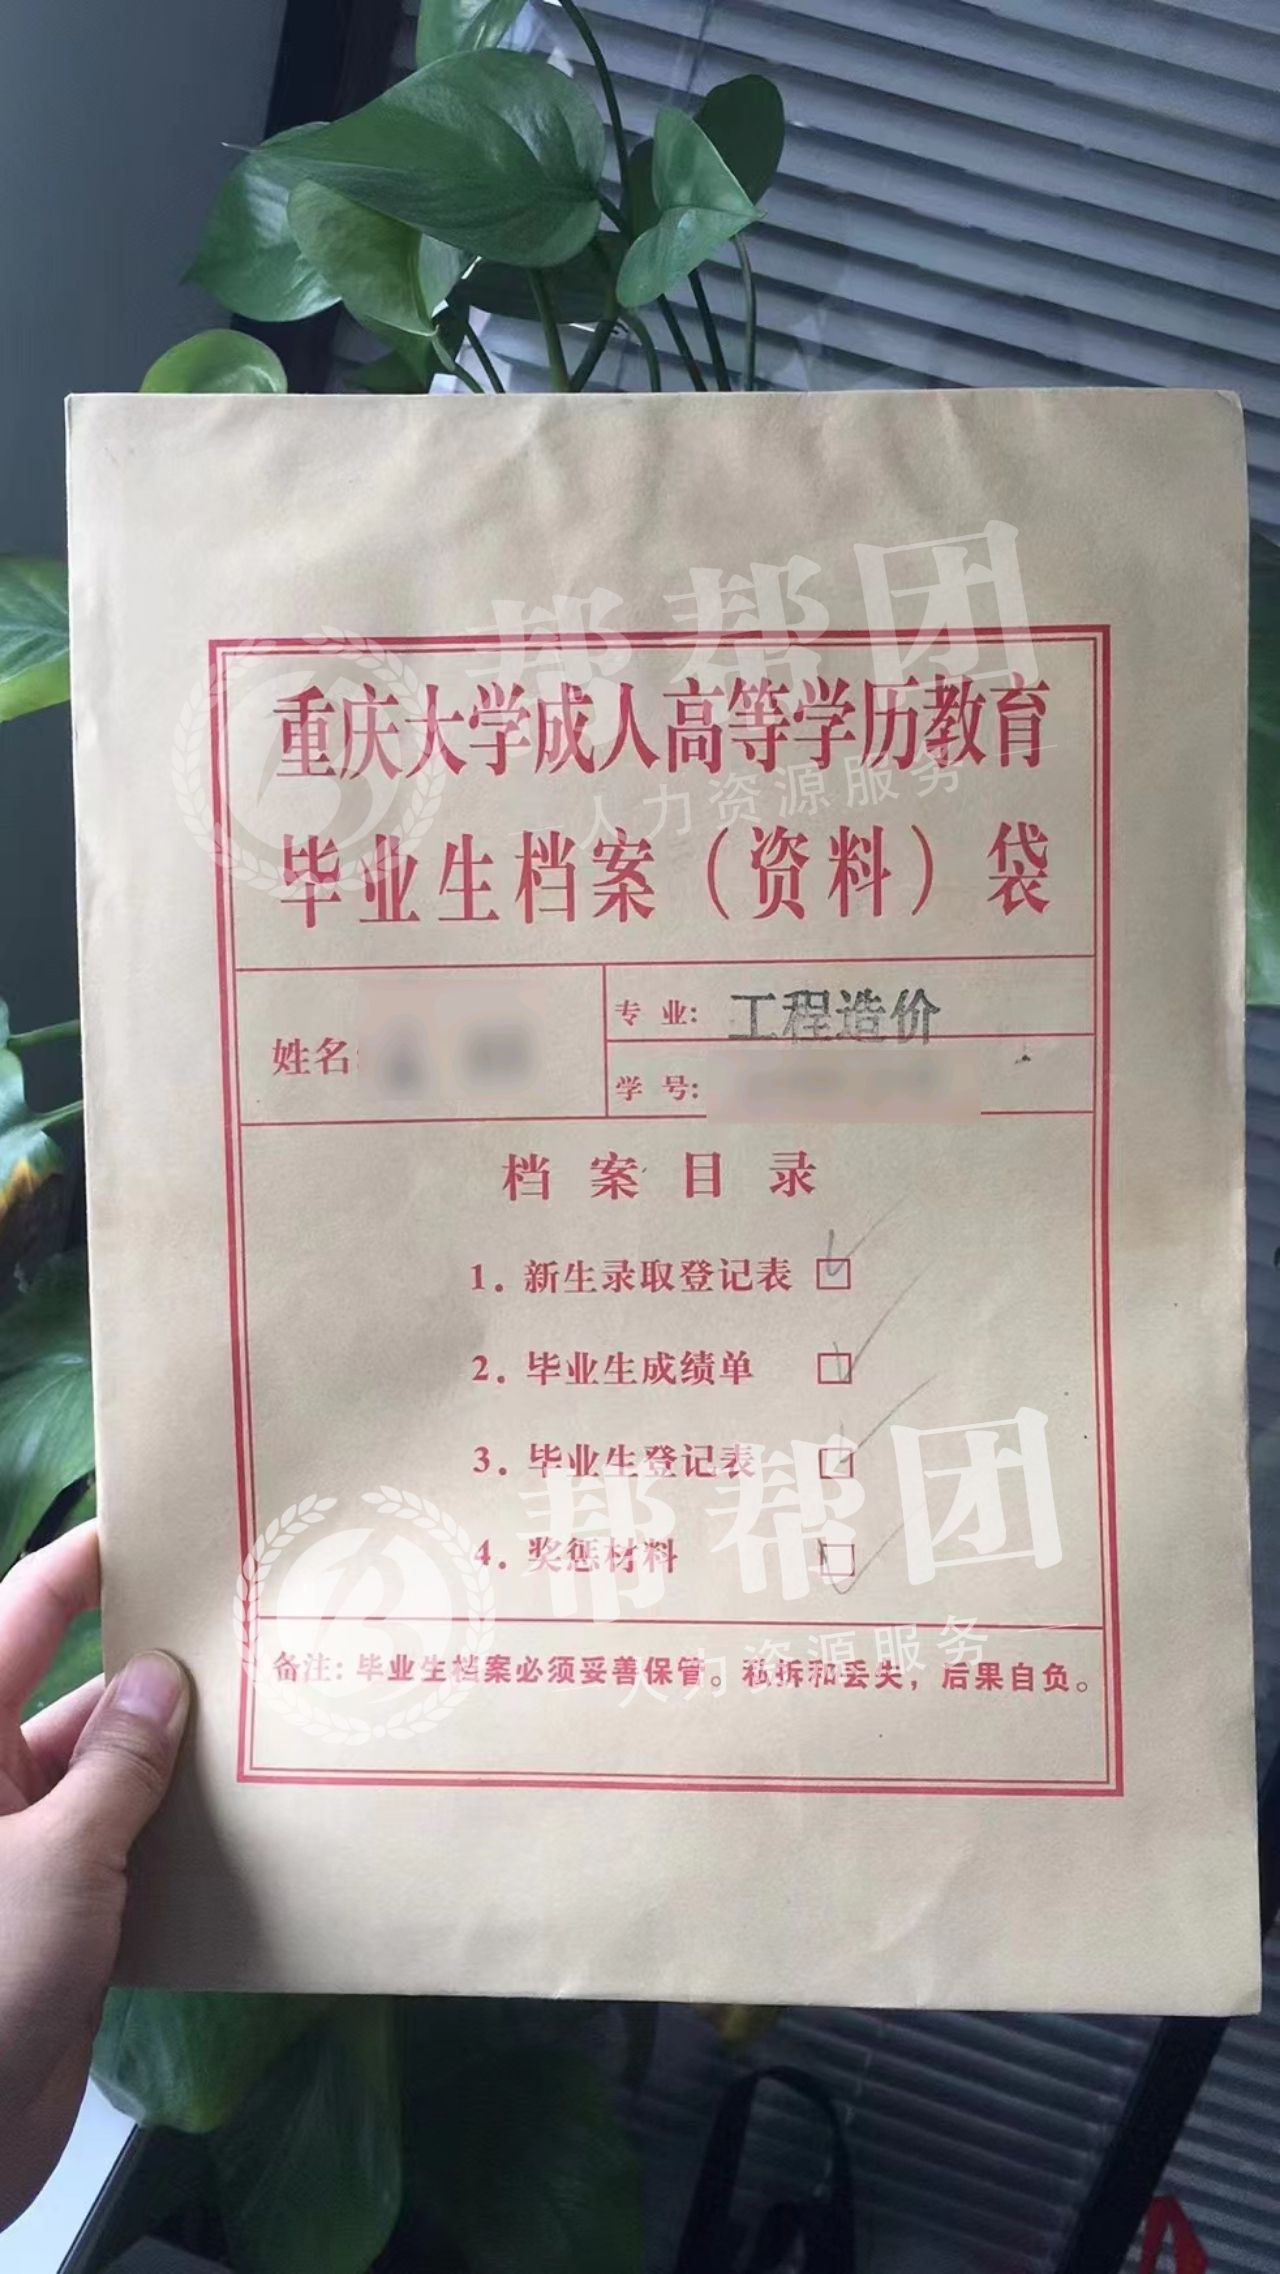 重庆大学成人高等学历教育
毕业生档案（资料）袋
姓名:
专 业: 工程造价
学 号:
档 案 目 录
1. 新生录取登记表 □
2. 毕业生成绩单 □
3. 毕业生登记表 □
4. 奖惩材料 □
备注: 毕业生档案必须妥善保管。私拆和丢失, 后果自负。
帮帮团
人力资源服务
帮帮团
人力资源服务